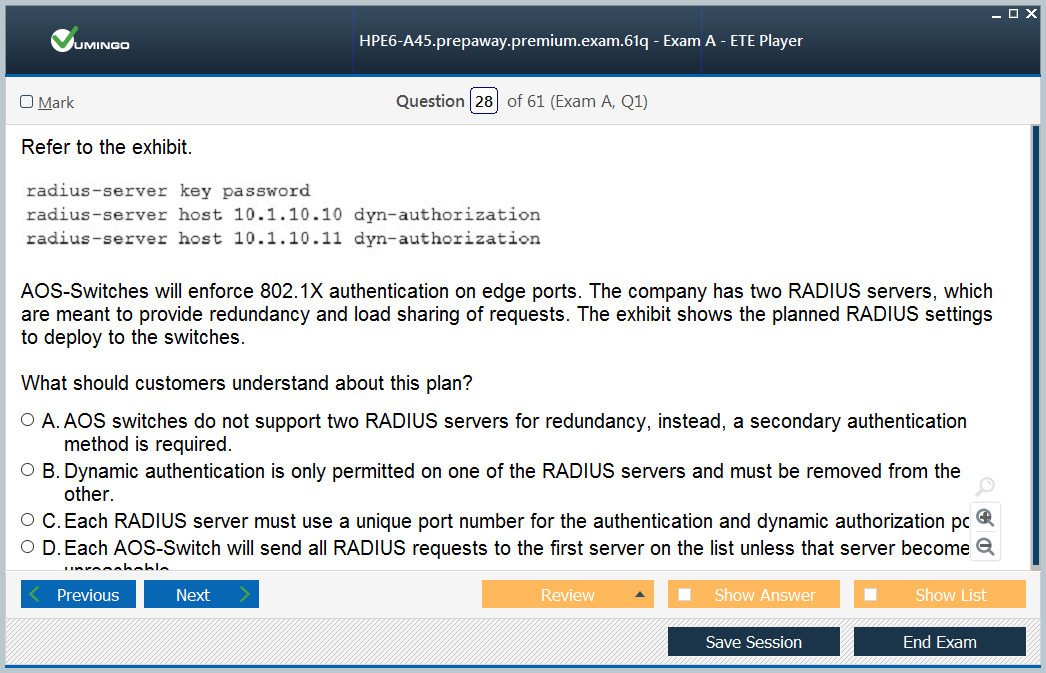 VUMINGO
HPE6-A45.prepaway.premium.exam.61q - Exam A - ETE Player
Mark
Question 28 of 61 (Exam A, Q1)
Refer to the exhibit.
radius-server key password
radius-server host 10.1.10.10 dyn-authorization
radius-server host 10.1.10.11 dyn-authorization
AOS-Switches will enforce 802.1X authentication on edge ports. The company has two RADIUS servers, which
are meant to provide redundancy and load sharing of requests. The exhibit shows the planned RADIUS settings
to deploy to the switches.
What should customers understand about this plan?
A. AOS switches do not support two RADIUS servers for redundancy, instead, a secondary authentication
method is required.
B. Dynamic authentication is only permitted on one of the RADIUS servers and must be removed from the
other.
C. Each RADIUS server must use a unique port number for the authentication and dynamic authorization po
D. Each AOS-Switch will send all RADIUS requests to the first server on the list unless that server become
unreachable.
Previous
Next
Review
Show Answer
Show List
Save Session
End Exam